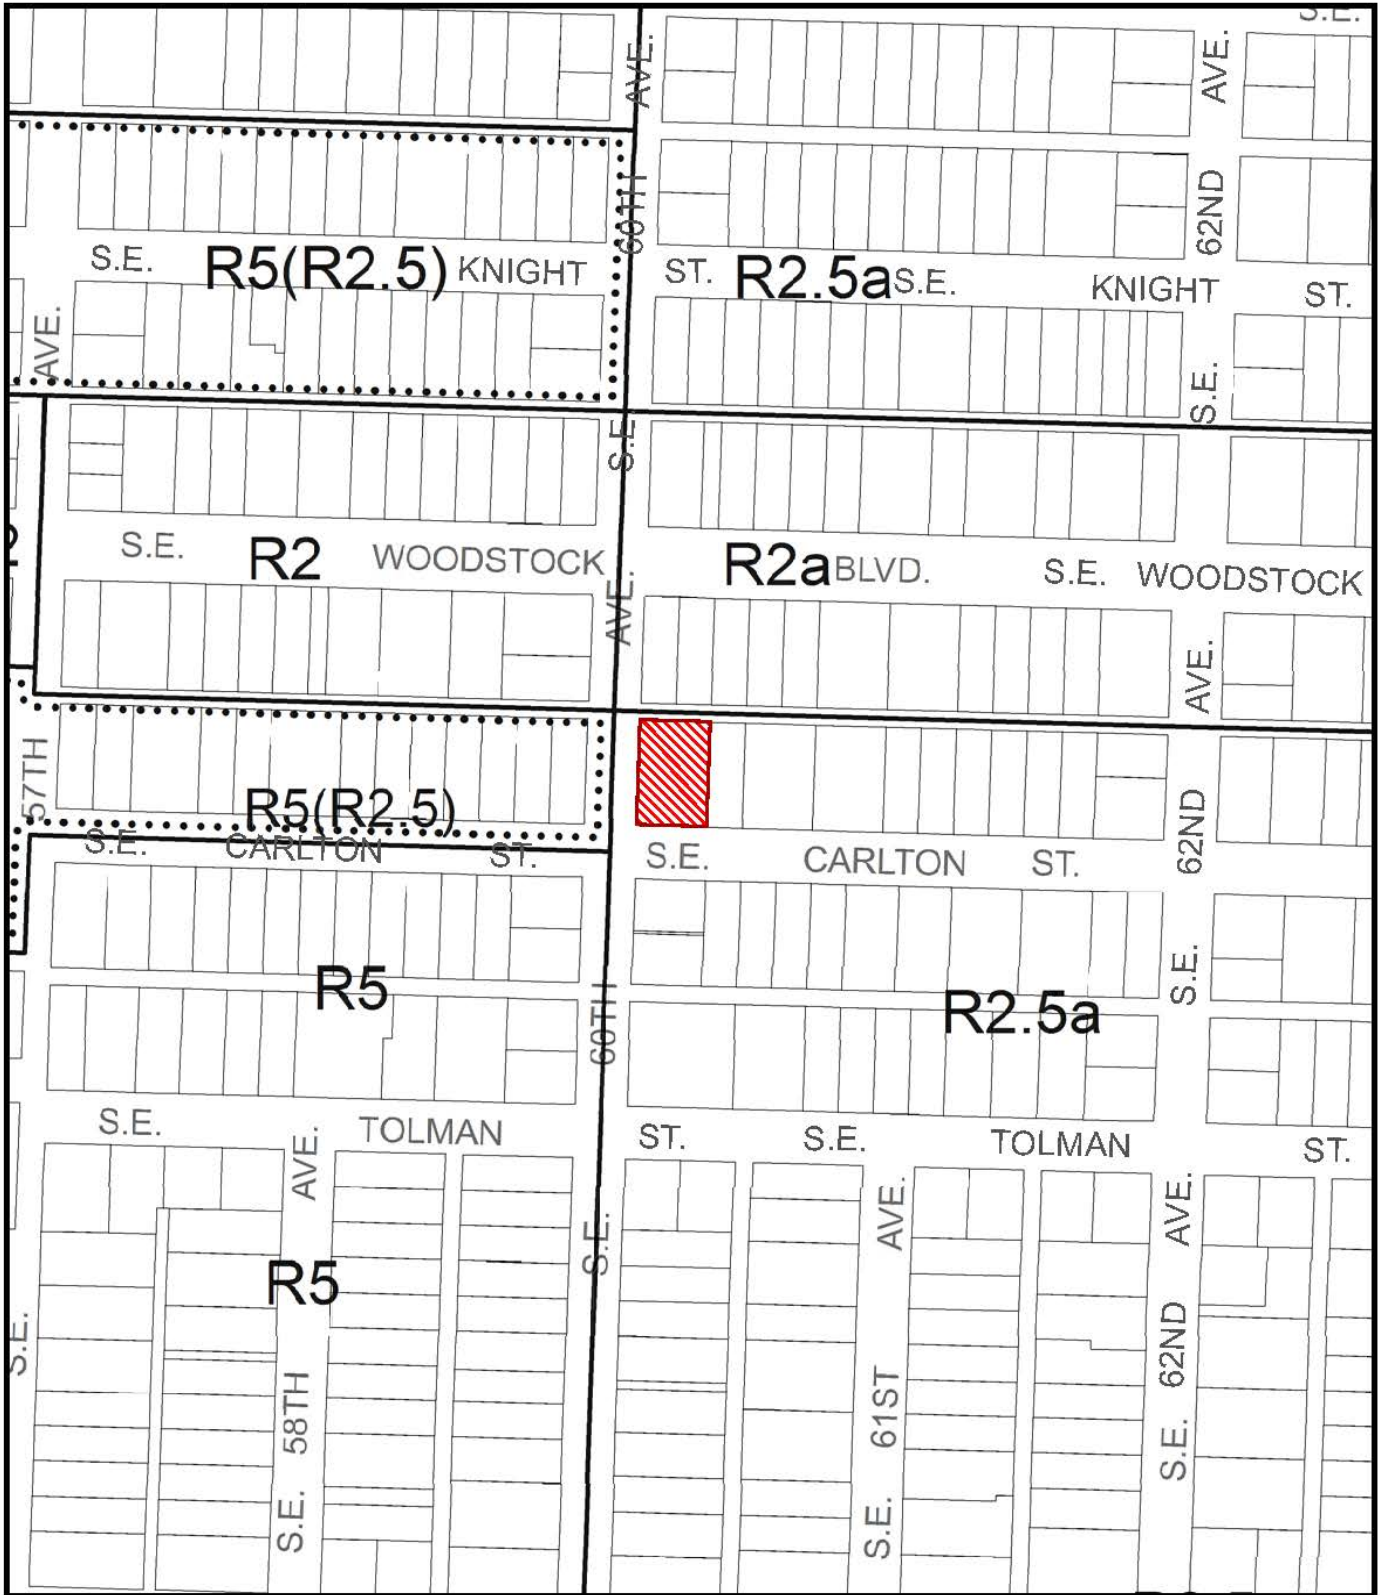 S.E.
AVE.
AVE.
60TH
62ND
S.E.
R5(R2.5)
KNIGHT
ST.
R2.5a
S.E.
KNIGHT
ST.
AVE.
S.E.
S.E.
S.E.
R2
WOODSTOCK
R2a
BLVD.
S.E.
WOODSTOCK
AVE.
AVE.
57TH
R5(R2.5)
S.E.
CARLTON
ST.
S.E.
CARLTON
ST.
62ND
R5
S.E.
R2.5a
60TH
S.E.
TOLMAN
ST.
S.E.
TOLMAN
ST.
AVE.
AVE.
AVE.
S.E.
R5
S.E.
62ND
58TH
61ST
S.E.
S.E.
S.E.